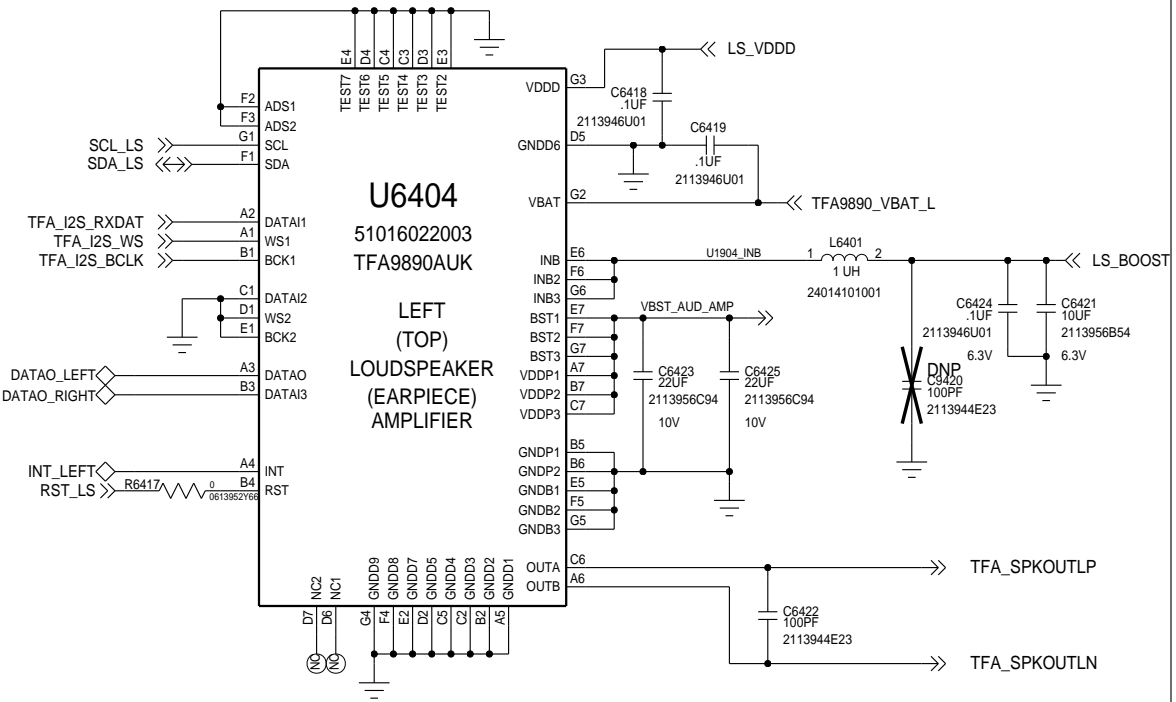 E4 D4 C4 C3 D3 E3
TEST7 TEST6 TEST5 TEST4 TEST3 TEST2
F2 ADS1
F3 ADS2
SCL_LS G1 SCL
SDA_LS F1 SDA
TFA_I2S_RXDAT A2 DATAI1
TFA_I2S_WS A1 WS1
TFA_I2S_BCLK B1 BCK1
C1 DATAI2
D1 WS2
E1 BCK2
DATAO_LEFT A3 DATAO
DATAO_RIGHT B3 DATAI3
INT_LEFT A4 INT
RST_LS R6417 0 B4 RST
0613952Y66
U6404
51016022003
TFA9890AUK
LEFT
(TOP)
LOUDSPEAKER
(EARPIECE)
AMPLIFIER
VDDD G3
LS_VDDD
C6418
.1UF
2113946U01
GNDD6 D5
C6419
.1UF
2113946U01
VBAT G2
TFA9890_VBAT_L
INB E6
INB2 F6
INB3 G6
U1904_INB
1 L6401 2
1 UH
24014101001
LS_BOOST
C6424
.1UF
2113946U01
6.3V
C6421
10UF
2113956B54
6.3V
DNP
C9420
100PF
2113944E23
BST1 E7
BST2 F7
BST3 G7
VDDP1 A7
VDDP2 B7
VDDP3 C7
VBST_AUD_AMP
C6423
22UF
2113956C94
10V
C6425
22UF
2113956C94
10V
GNDP1 B5
GNDP2 B6
GNDB1 E5
GNDB2 F5
GNDB3 G5
OUTA C6
OUTB A6
TFA_SPKOUTLP
C6422
100PF
2113944E23
TFA_SPKOUTLN
NC2 NC1 GNDD9 GNDD8 GNDD7 GNDD5 GNDD4 GNDD3 GNDD2 GNDD1
D7 D6 G4 F4 E2 D2 C5 C2 B2 A5
NC NC